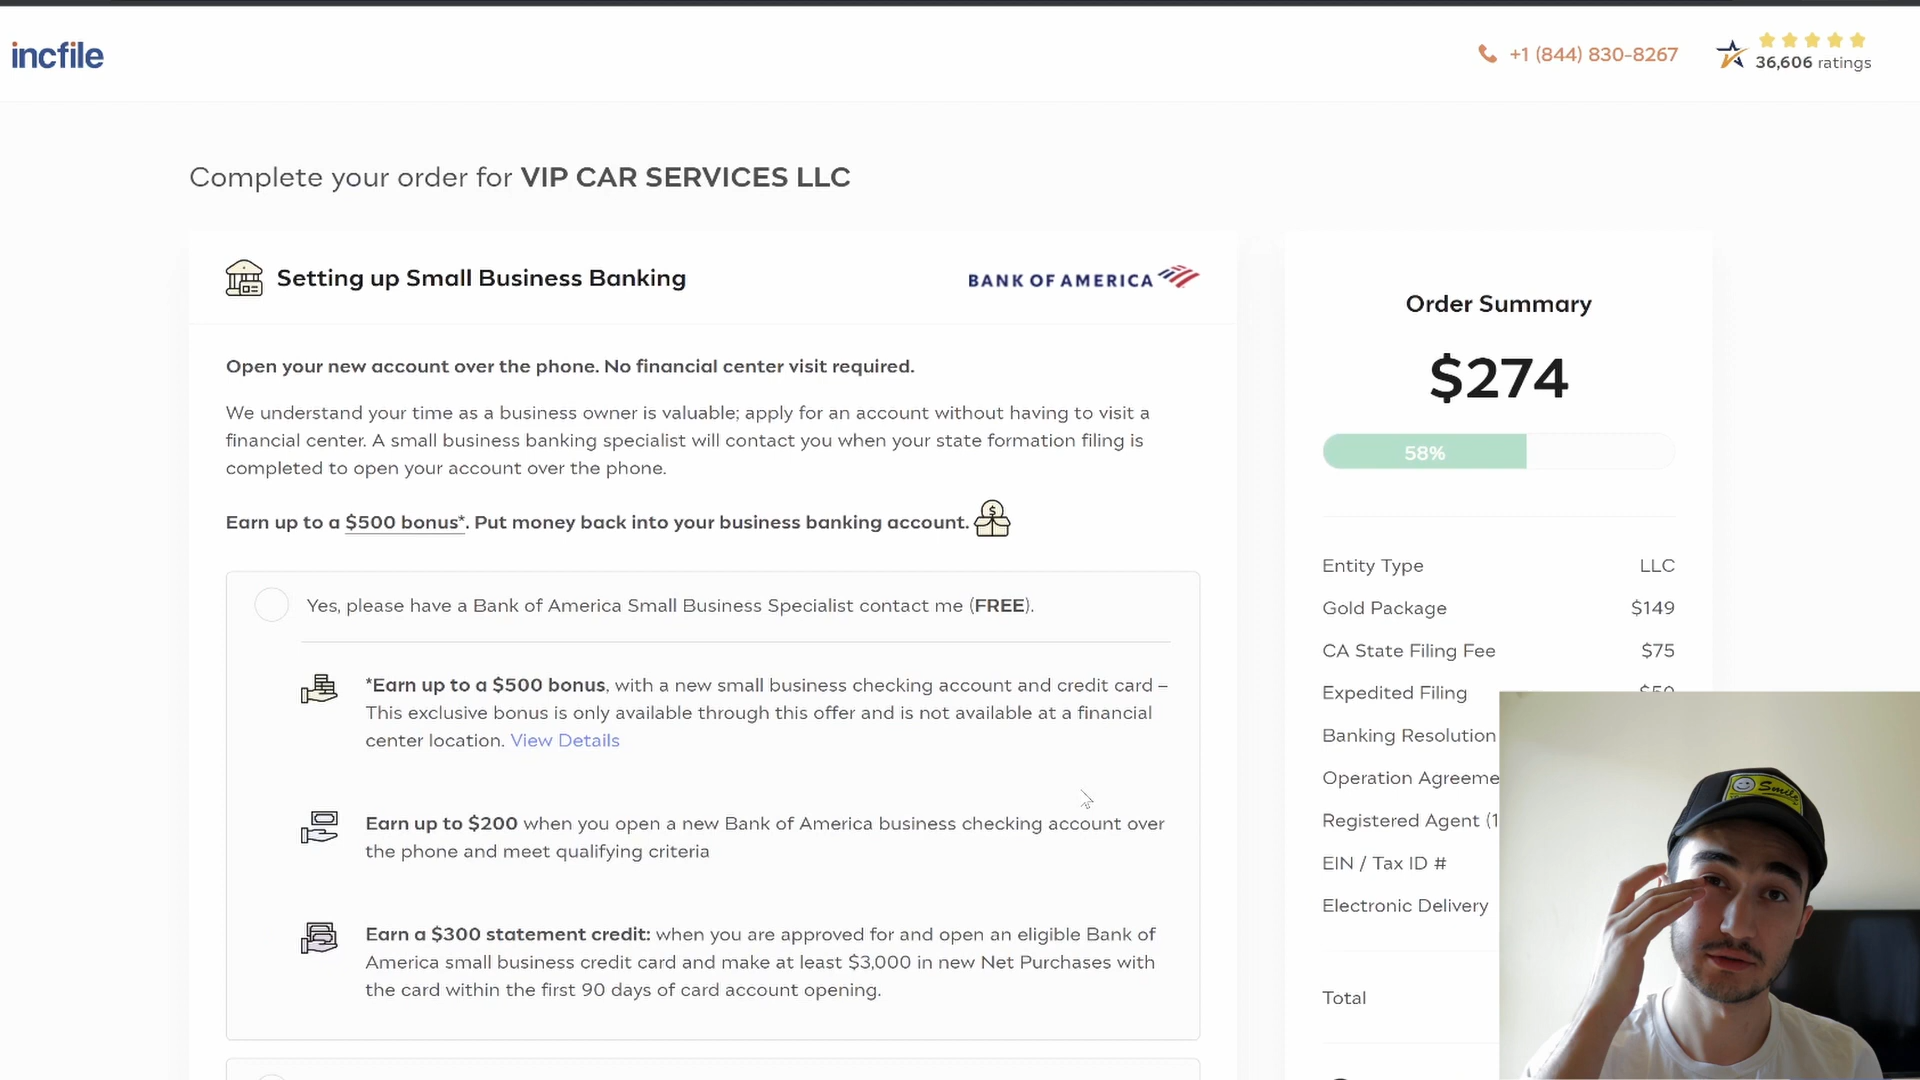 incfile
+1 (844) 830-8267
36,606 ratings
Complete your order for VIP CAR SERVICES LLC
Setting up Small Business Banking
BANK OF AMERICA
Open your new account over the phone. No financial center visit required.
We understand your time as a business owner is valuable; apply for an account without having to visit a
financial center. A small business banking specialist will contact you when your state formation filing is
completed to open your account over the phone.
Earn up to a $500 bonus*. Put money back into your business banking account.
Yes, please have a Bank of America Small Business Specialist contact me (FREE).
*Earn up to a $500 bonus, with a new small business checking account and credit card –
This exclusive bonus is only available through this offer and is not available at a financial
center location. View Details
Earn up to $200 when you open a new Bank of America business checking account over
the phone and meet qualifying criteria
Earn a $300 statement credit: when you are approved for and open an eligible Bank of
America small business credit card and make at least $3,000 in new Net Purchases with
the card within the first 90 days of card account opening.
Order Summary
$274
58%
Entity Type LLC
Gold Package $149
CA State Filing Fee $75
Expedited Filing $50
Banking Resolution
Operation Agreeme
Registered Agent (1
EIN / Tax ID #
Electronic Delivery
Total
Smile